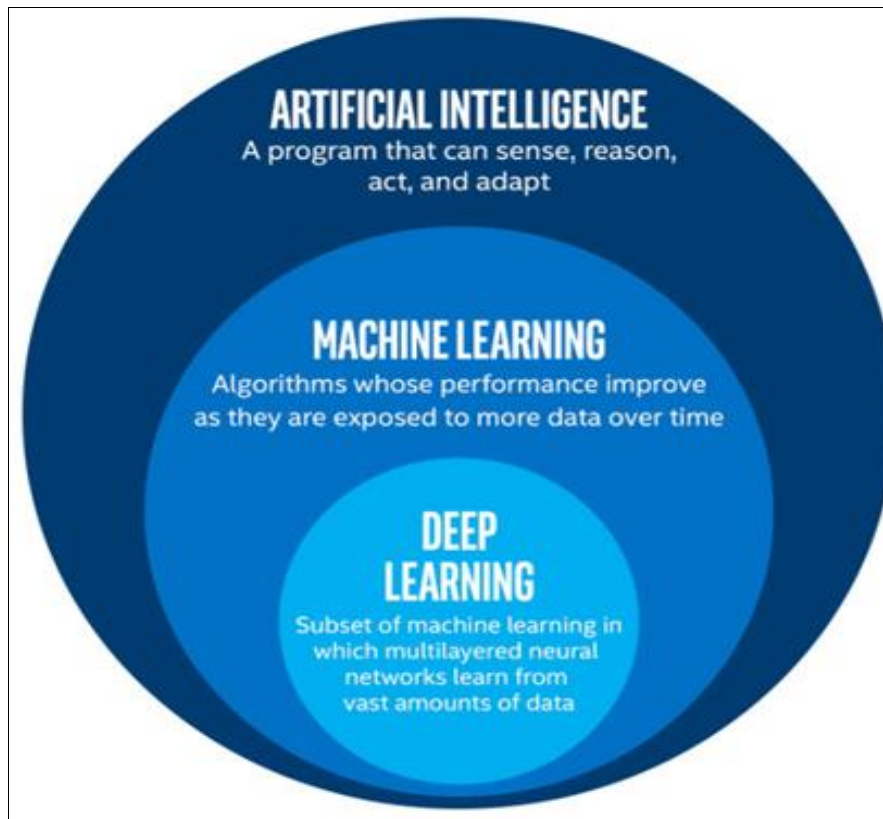 ARTIFICIAL INTELLIGENCE
A program that can sense, reason,
act, and adapt
MACHINE LEARNING
Algorithms whose performance improve
as they are exposed to more data over time
DEEP
LEARNING
Subset of machine learning in
which multilayered neural
networks learn from
vast amounts of data